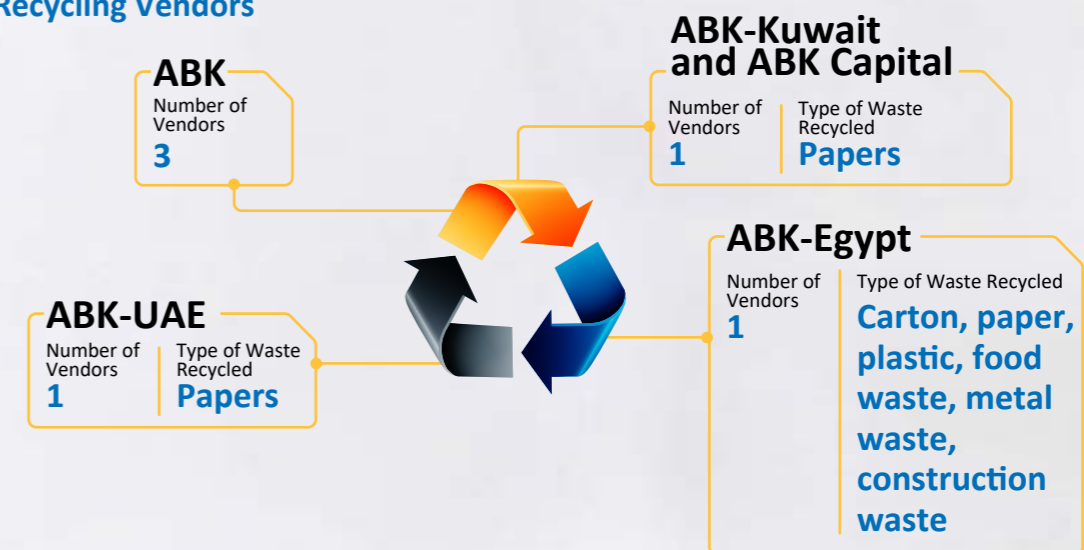 Recycling Vendors
ABK
Number of
Vendors
3
ABK-Kuwait
and ABK Capital
Number of
Vendors
1
Type of Waste
Recycled
Papers
ABK-UAE
Number of
Vendors
1
Type of Waste
Recycled
Papers
ABK-Egypt
Number of
Vendors
1
Type of Waste Recycled
Carton, paper,
plastic, food
waste, metal
waste,
construction
waste